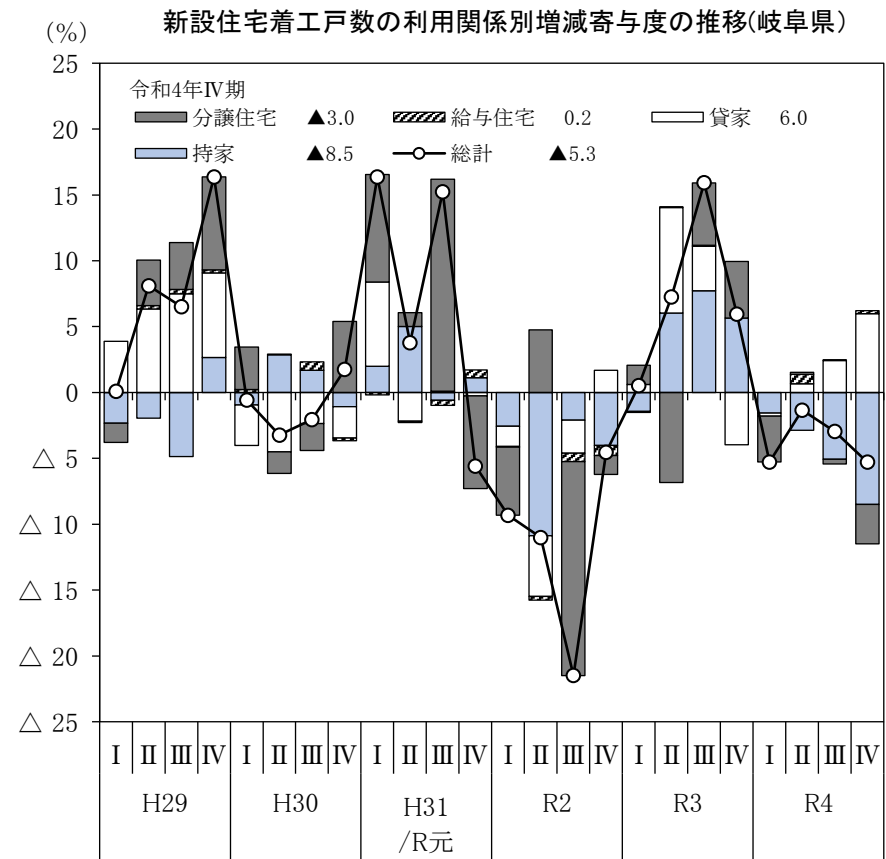 新設住宅着工戸数の利用関係別増減寄与度の推移(岐阜県)
(%)
25
20
15
10
5
0
△ 5
△ 10
△ 15
△ 20
△ 25
令和4年Ⅳ期
分譲住宅 ▲3.0 給与住宅 0.2 貸家 6.0
持家 ▲8.5 総計 ▲5.3
Ⅰ Ⅱ Ⅲ Ⅳ Ⅰ Ⅱ Ⅲ Ⅳ Ⅰ Ⅱ Ⅲ Ⅳ Ⅰ Ⅱ Ⅲ Ⅳ Ⅰ Ⅱ Ⅲ Ⅳ Ⅰ Ⅱ Ⅲ Ⅳ
H29 H30 H31 R2 R3 R4
/R元